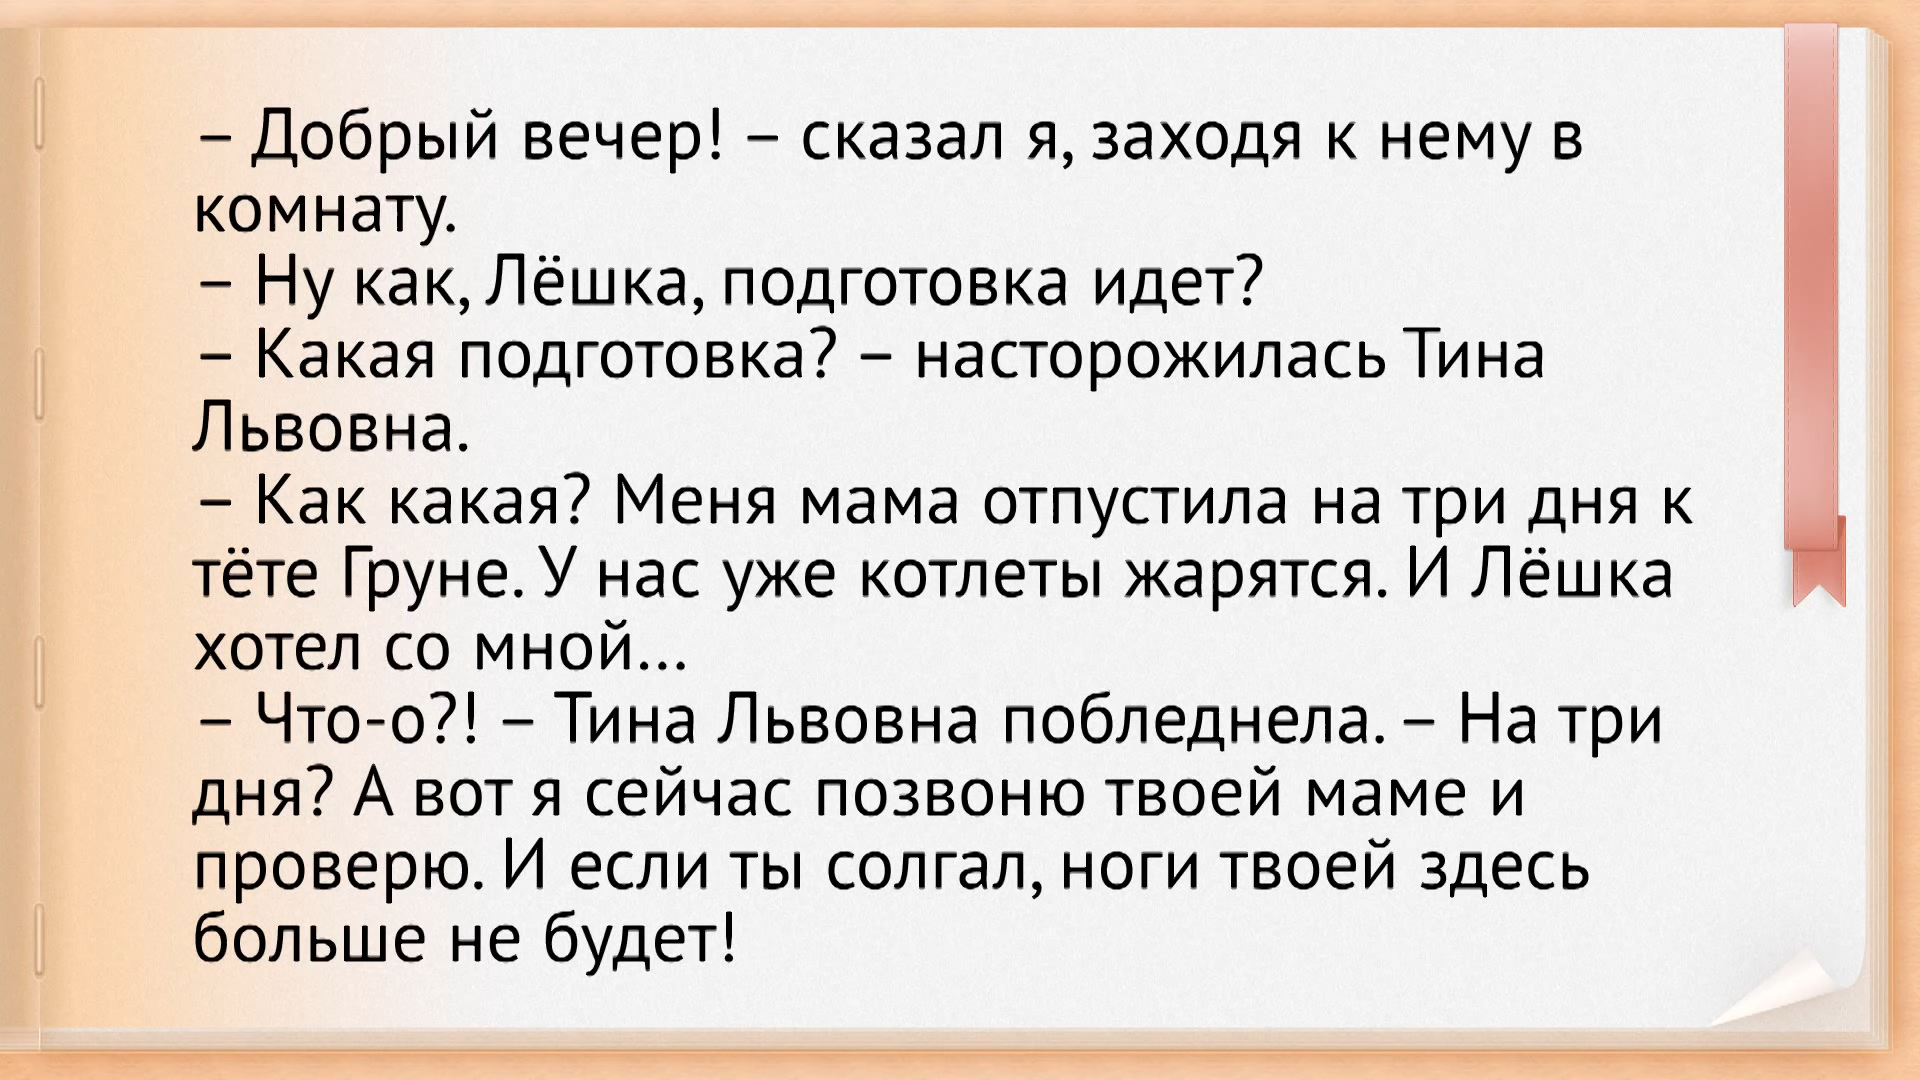 – Добрый вечер! – сказал я, заходя к нему в
комнату.
– Ну как, Лёшка, подготовка идет?
– Какая подготовка? – насторожилась Тина
Львовна.
– Как какая? Меня мама отпустила на три дня к
тёте Груне. У нас уже котлеты жарятся. И Лёшка
хотел со мной...
– Что-о?! – Тина Львовна побледнела. – На три
дня? А вот я сейчас позвоню твоей маме и
проверю. И если ты солгал, ноги твоей здесь
больше не будет!